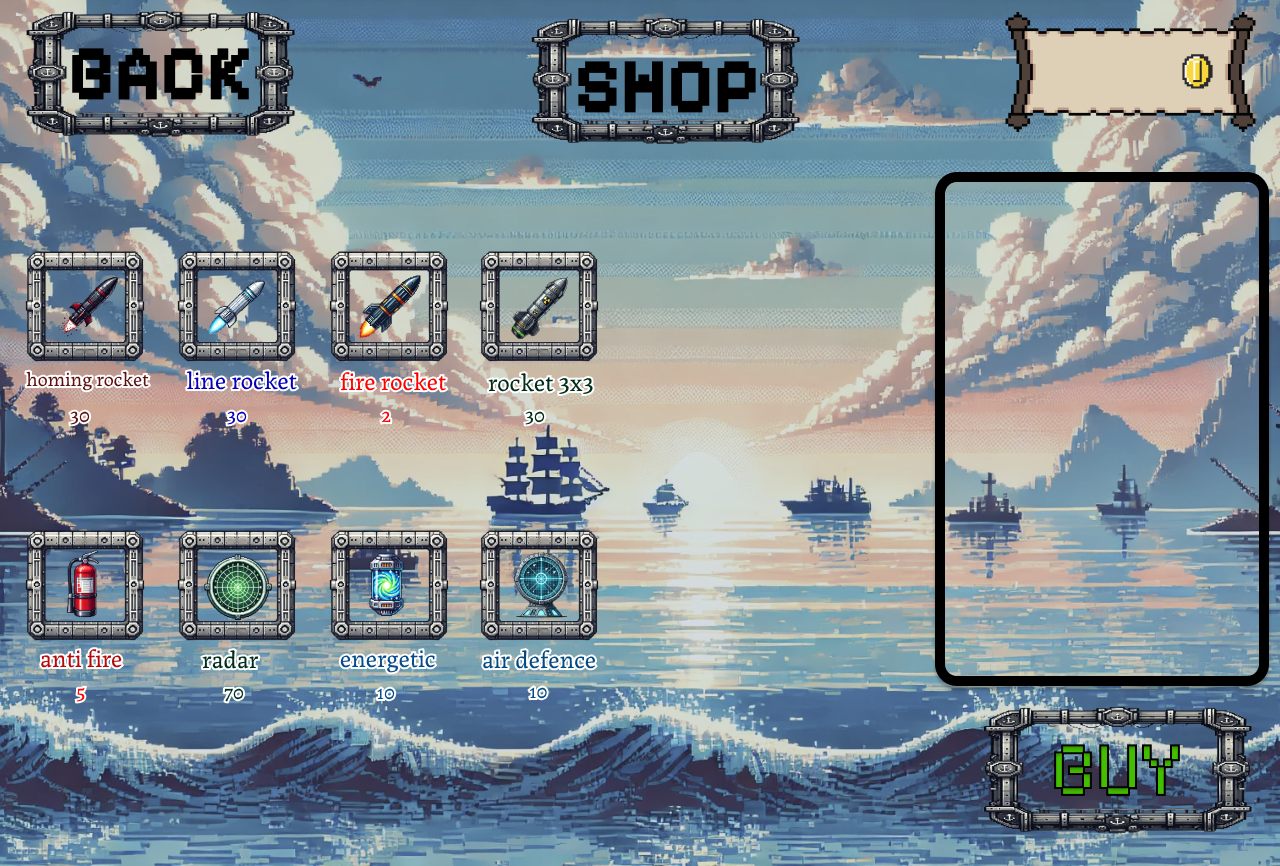 BACK
SHOP
homing rocket
line rocket
fire rocket
rocket 3x3
30
30
2
30
anti fire
radar
energetic
air defence
5
70
10
10
BUY